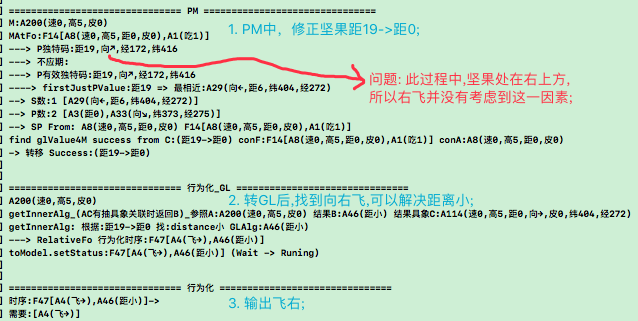 ] ============================== PM ==============================
] M:A200(速0,高5,皮0)
] MAtFo:F14[A8(速0,高5,距0,皮0),A1(吃1)]
1. PM中，修正坚果距19->距0;
] ---> P独特码:距19,向↗,经172,纬416
] ---> 不应期:
] ---> P有效独特码:距19,向↗,经172,纬416
] ----> firstJustPValue:距19 => 最相近:A29(向←,距6,纬404,经272)
] --> S数:1 [A29(向←,距6,纬404,经272)]
] --> P数:2 [A3(距0),A33(向↘,纬373,经275)]
] --> SP From: A8(速0,高5,距0,皮0) F14[A8(速0,高5,距0,皮0),A1(吃1)]
] find glValue4M success from C:(距19->距0) conF:F14[A8(速0,高5,距0,皮0),A1(吃1)] conA:A8(速0,高5,距0,皮0)
] -> 转移 Success:(距19->距0)
问题: 此过程中,坚果处在右上方,
所以右飞并没有考虑到这一因素;
] ============================== 行为化_GL ==============================
] A200(速0,高5,皮0)
2. 转GL后,找到向右飞,可以解决距离小;
] getInnerAlg_(AC有抽具象关联时返回B)_参照A:A200(速0,高5,皮0) 结果B:A46(距小) 结果具象C:A114(速0,高5,距0,向→,皮0,纬404,经272)
] getInnerAlg: 根据:距19->距0 找:distance小 GLAlg:A46(距小)
] ---> RelativeFo 行为化时序:F47[A4(飞→),A46(距小)]
] toModel.setStatus:F47[A4(飞→),A46(距小)] (Wait -> Runing)
] ============================== 行为化 ==============================
] 时序:F47[A4(飞→),A46(距小)]->
] 需要:[A4(飞→)]
3. 输出飞右;